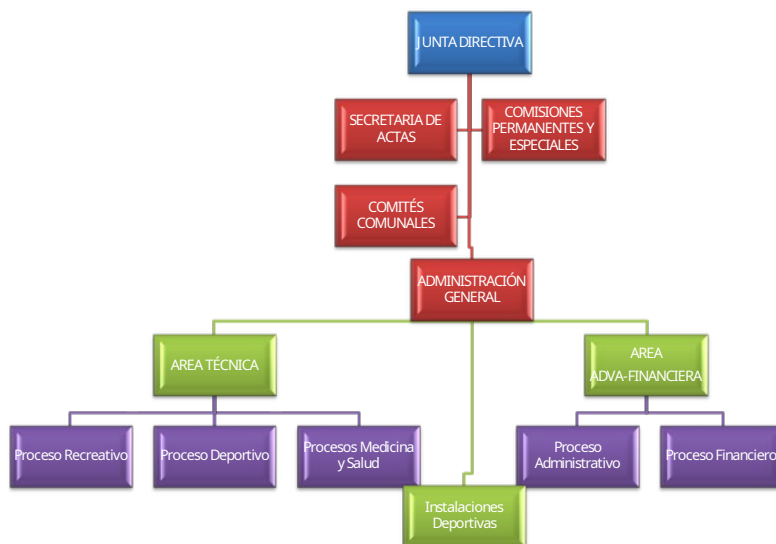 JUNTA DIRECTIVA
SECRETARIA DE
ACTAS
COMISIONES
PERMANENTES Y
ESPECIALES
COMITÉS
COMUNALES
ADMINISTRACIÓN
GENERAL
AREA TÉCNICA
AREA
ADVA-FINANCIERA
Proceso Recreativo
Proceso Deportivo
Procesos Medicina
y Salud
Proceso
Administrativo
Proceso Financiero
Instalaciones
Deportivas